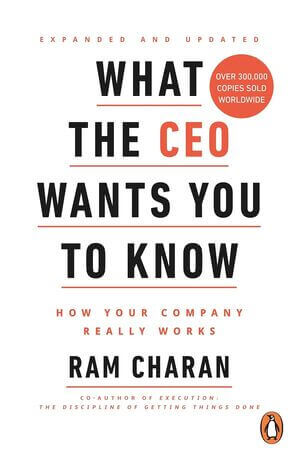 EXPANDED AND UPDATED
WHAT
OVER 300,000
COPIES SOLD
WORLDWIDE
THE CEO
WANTS YOU
TO KNOW
HOW YOUR COMPANY
REALLY WORKS
RAM CHARAN
CO-AUTHOR OF EXECUTION:
THE DISCIPLINE OF GETTING THINGS DONE